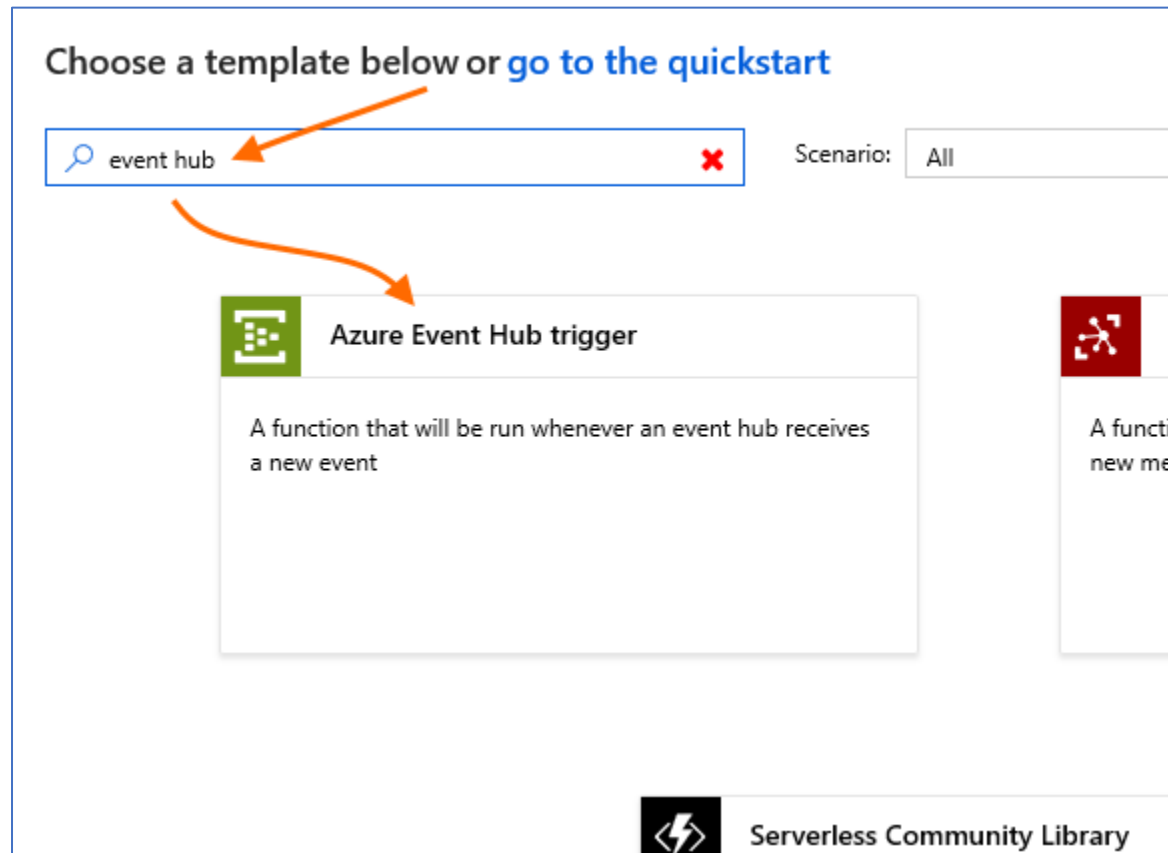 Choose a template below or go to the quickstart
event hub
Scenario:
All
Azure Event Hub trigger
A function that will be run whenever an event hub receives
a new event
A functi
new me
Serverless Community Library